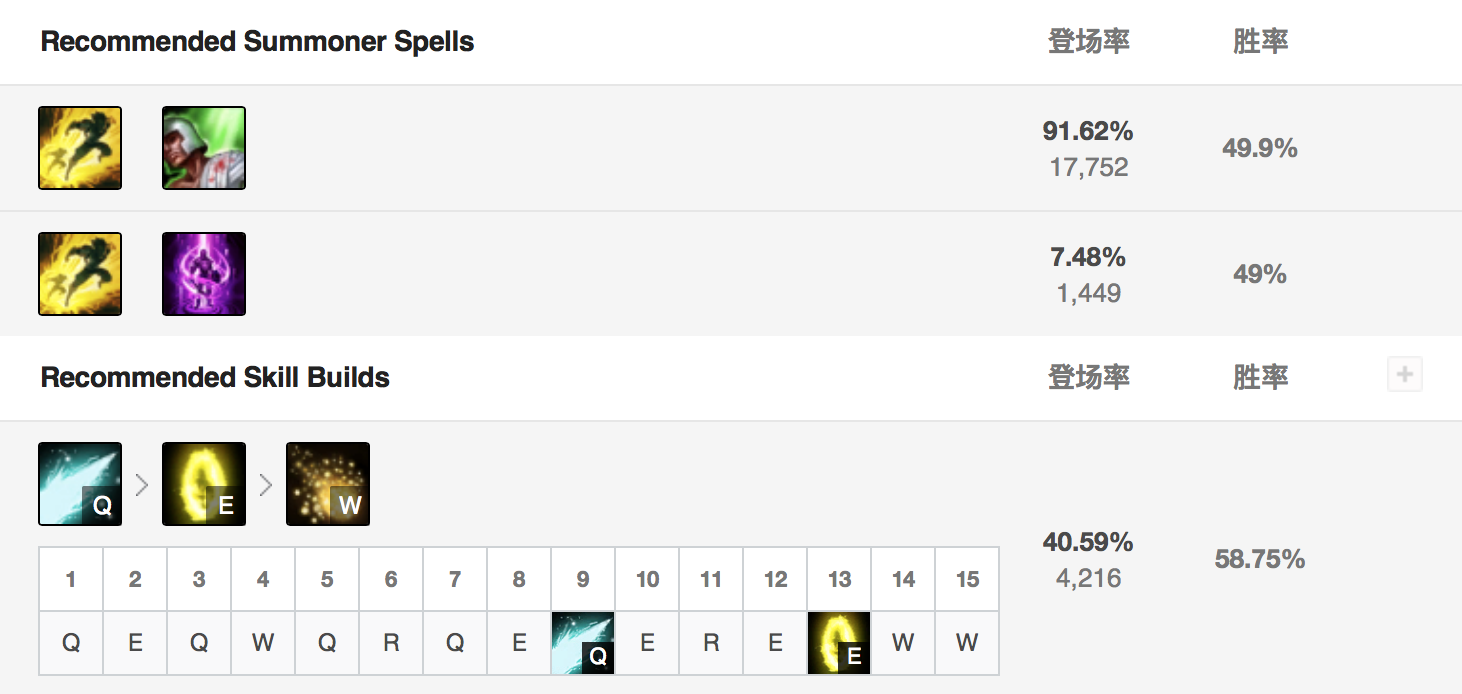 Recommended Summoner Spells 登场率 胜率
91.62% 49.9%
17,752
7.48% 49%
1,449
Recommended Skill Builds 登场率 胜率 +
Q > E > W
40.59% 58.75%
4,216
1 2 3 4 5 6 7 8 9 10 11 12 13 14 15
Q E Q W Q R Q E Q E R E E W W